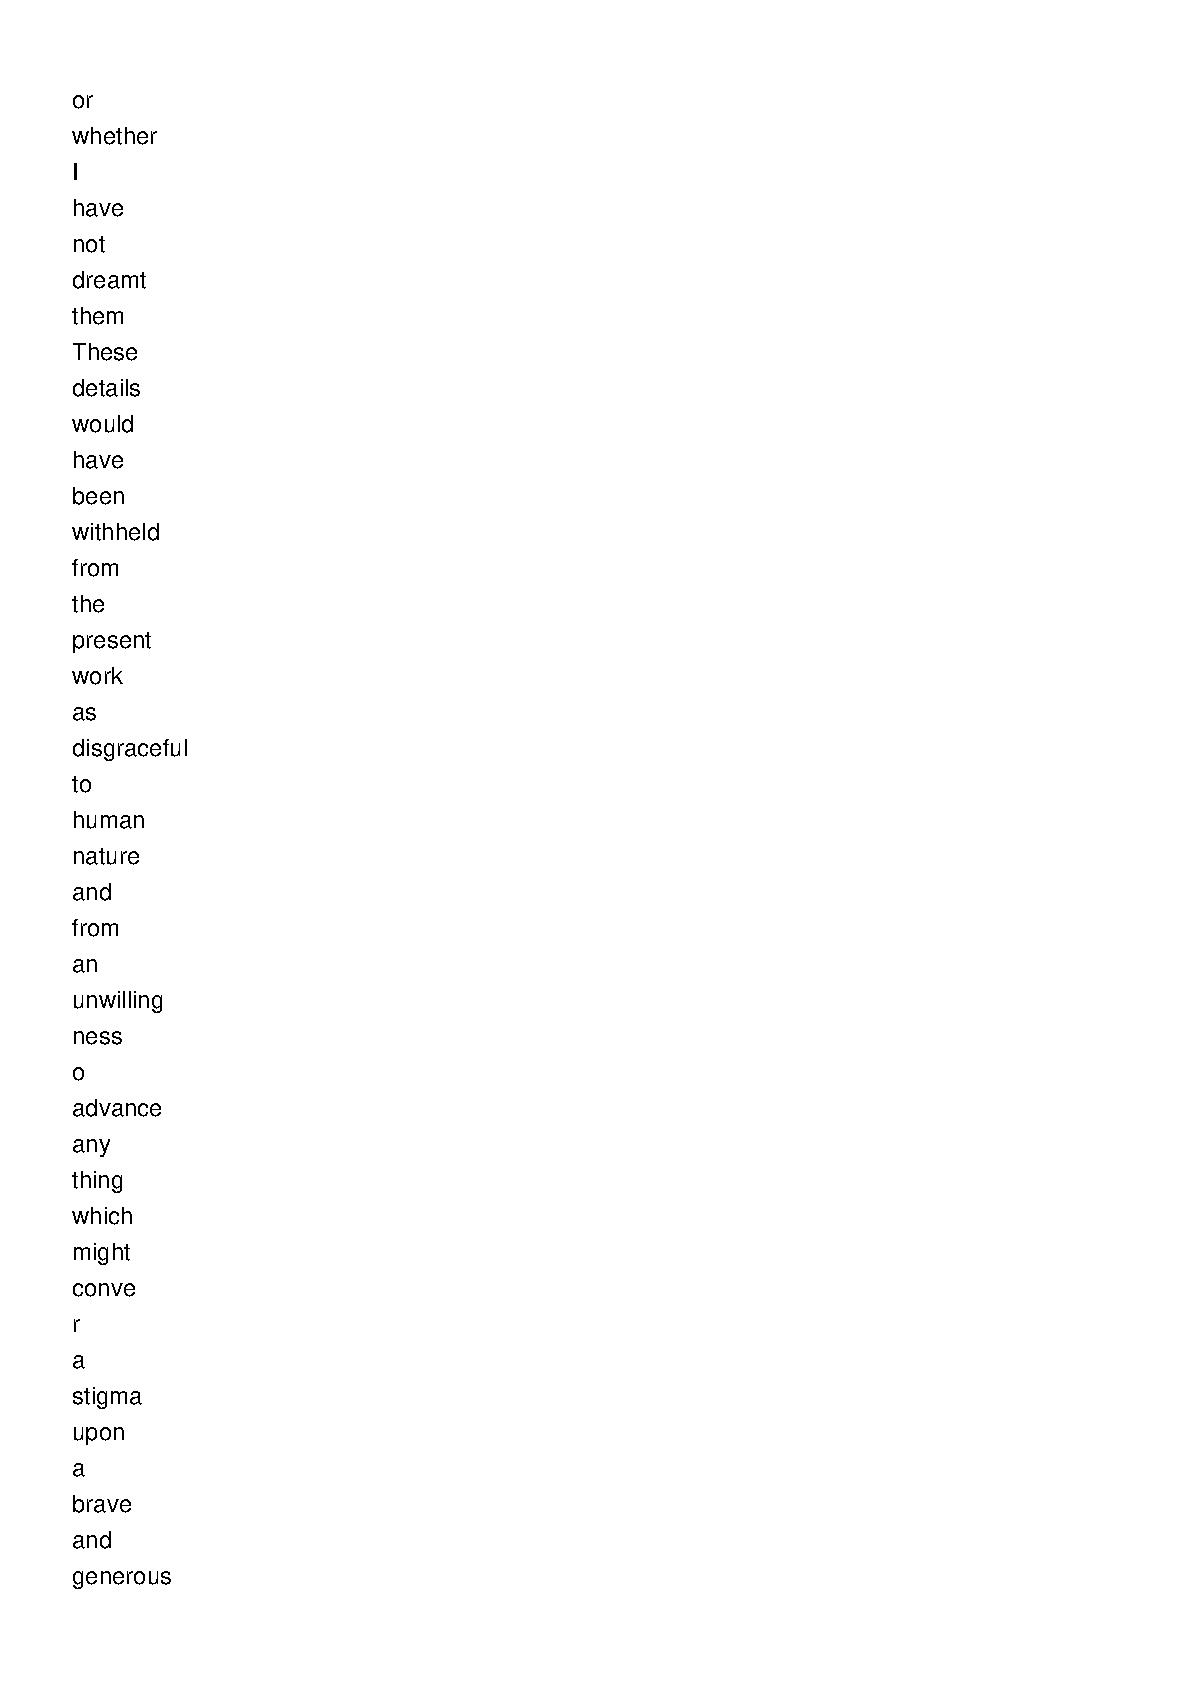 or
whether
I
have
not
dreamt
them
These
details
would
have
been
withheld
from
the
present
work
as
disgraceful
to
human
nature
and
from
an
unwilling
ness
o
advance
any
thing
which
might
conve
r
a
stigma
upon
a
brave
and
generous